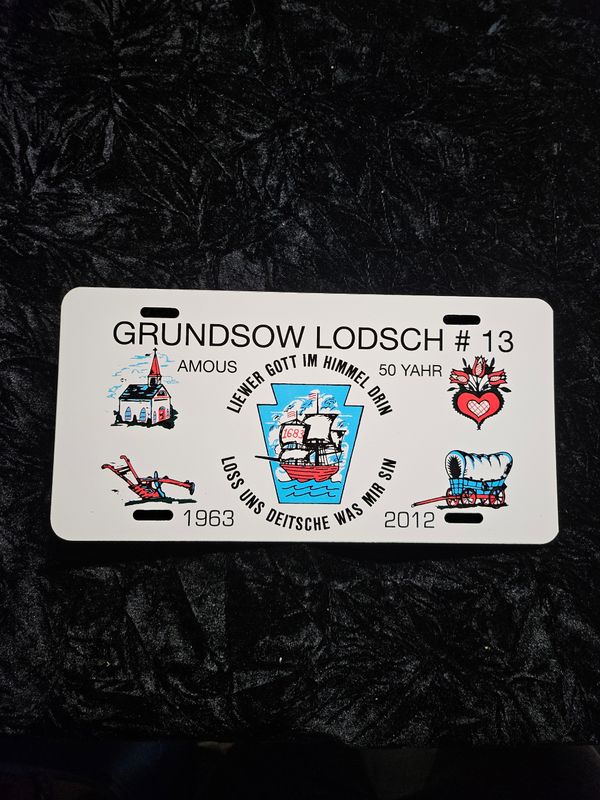 GRUNDSOW LODSCH # 13
AMOUS
50 YAHR
LIEWER GOTT IM HIMMEL DRIN
1683
LOSS UNS DEITSCHE WAS MIR SIN
1963
2012